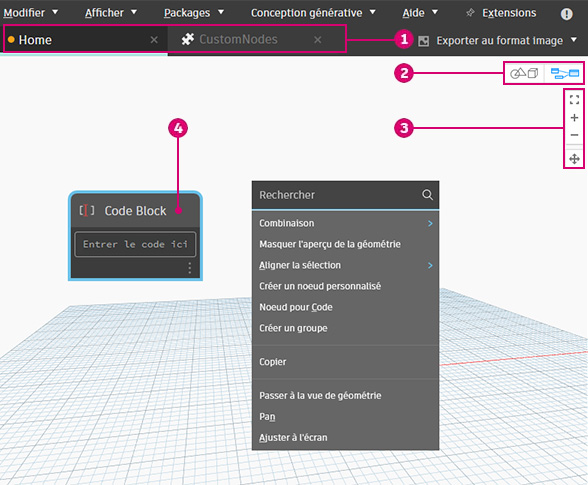 Modifier Afficher Packages Conception générative Aide Extensions
Home CustomNodes 1 Exporter au format image
2
3
4
Code Block
Entrer le code ici
Rechercher
Combinaison
Masquer l'aperçu de la géométrie
Aligner la sélection
Créer un noeud personnalisé
Noeud pour Code
Créer un groupe
Copier
Passer à la vue de géométrie
Pan
Ajuster à l'écran